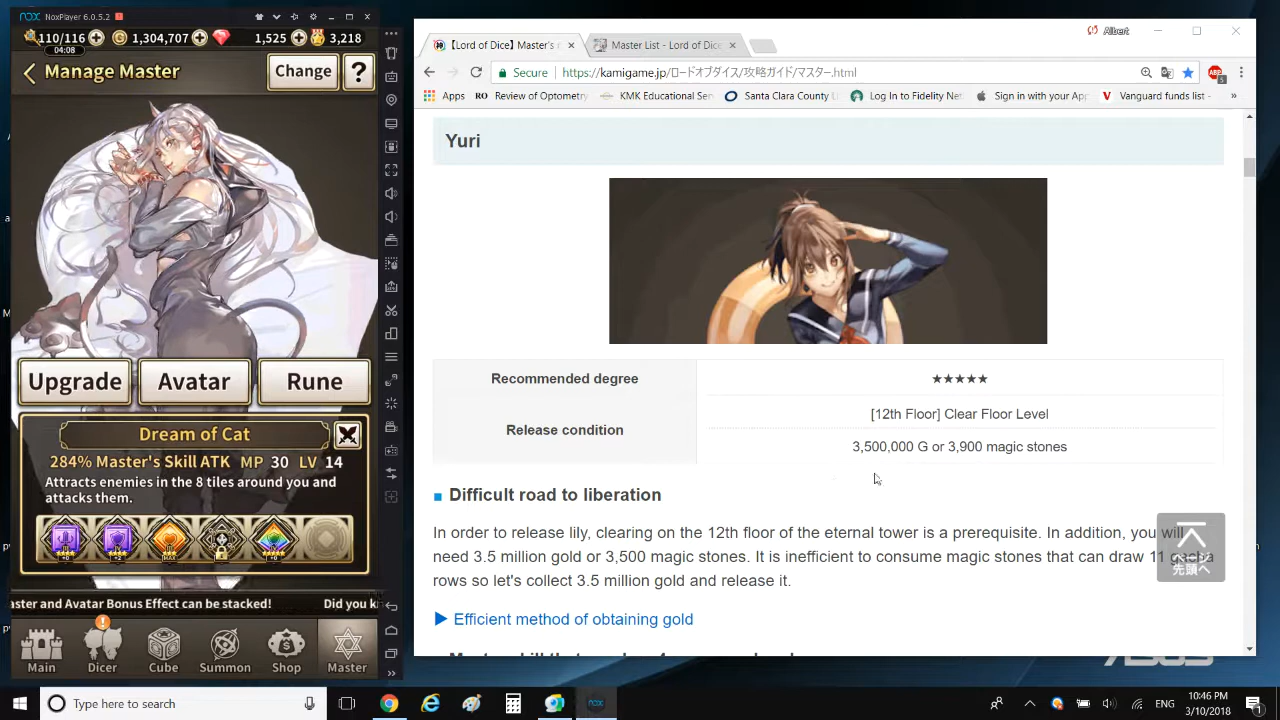 nox NoxPlayer 6.0.5.2
110/116
1,304,707
1,525
3,218
04:08
Manage Master
Change
?
Upgrade
Avatar
Rune
Dream of Cat
284% Master's Skill ATK MP 30 LV 14
Attracts enemies in the 8 tiles around you and
attacks them.
aster and Avatar Bonus Effect can be stacked!
Did you k
Main
Dicer
Cube
Summon
Shop
Master
【Lord of Dice】Master's r
Master List - Lord of Dice
Albert
Secure
https://kamigame.jp/ロードオブダイス/攻略ガイド/マスター.html
Apps
RO Review of Optometry
KMK Educational Serv
Santa Clara County L
Log In to Fidelity Net
Sign in with your App
Vanguard funds list -
Yuri
Recommended degree
★★★★★
Release condition
[12th Floor] Clear Floor Level
3,500,000 G or 3,900 magic stones
Difficult road to liberation
In order to release lily, clearing on the 12th floor of the eternal tower is a prerequisite. In addition, you will
need 3.5 million gold or 3,500 magic stones. It is inefficient to consume magic stones that can draw 11 gacha
rows so let's collect 3.5 million gold and release it.
▶ Efficient method of obtaining gold
ページ
先頭へ
Type here to search
ENG
10:46 PM
3/10/2018